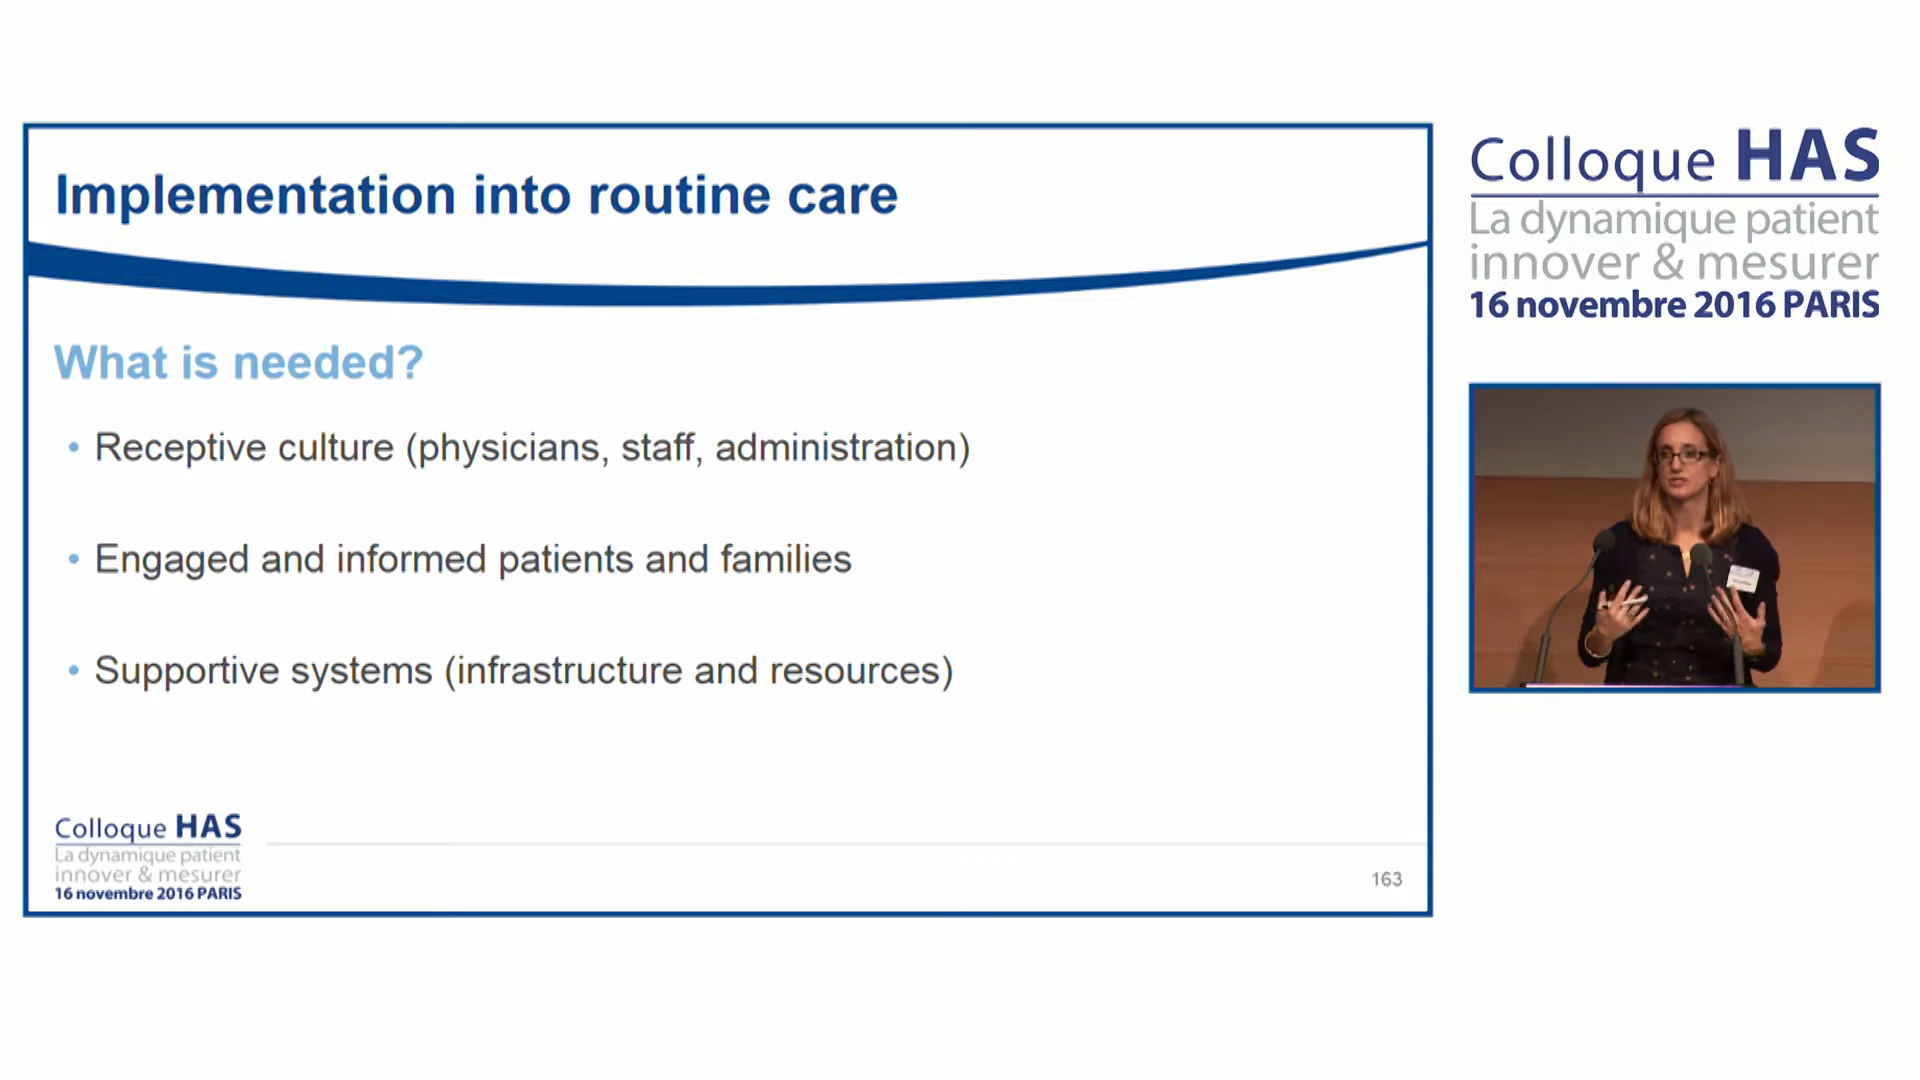 Implementation into routine care
What is needed?
• Receptive culture (physicians, staff, administration)
• Engaged and informed patients and families
• Supportive systems (infrastructure and resources)
Colloque HAS
La dynamique patient
innover & mesurer
16 novembre 2016 PARIS
163
Colloque HAS
La dynamique patient
innover & mesurer
16 novembre 2016 PARIS